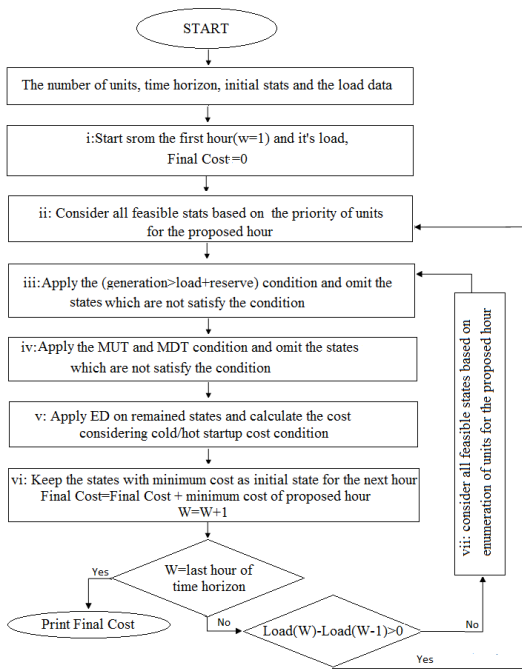 START
The number of units, time horizon, initial stats and the load data
i:Start srom the first hour(w=1) and it's load,
Final Cost=0
ii: Consider all feasible stats based on the priority of units
for the proposed hour
iii:Apply the (generation>load+reserve) condition and omit the
states which are not satisfy the condition
iv:Apply the MUT and MDT condition and omit the states
which are not satisfy the condition
v: Apply ED on remained states and calculate the cost
considering cold/hot startup cost condition
vi: Keep the states with minimum cost as initial state for the next hour
Final Cost=Final Cost + minimum cost of proposed hour
W=W+1
vii: consider all feasible states based on
enumeration of units for the proposed hour
W=last hour of
time horizon
Yes
Print Final Cost
No
Load(W)-Load(W-1)>0
No
Yes